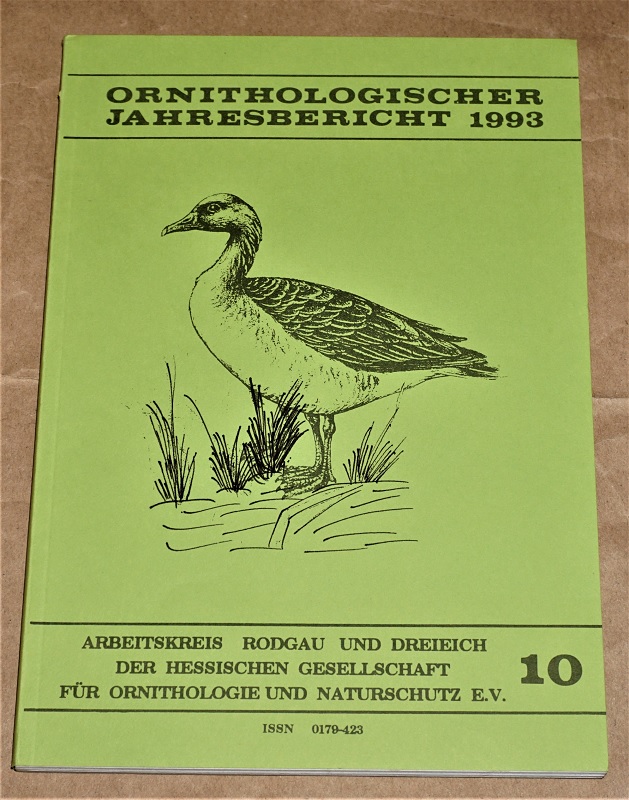 ORNITHOLOGISCHER
JAHRESBERICHT 1993
ARBEITSKREIS RODGAU UND DREIEICH
DER HESSISCHEN GESELLSCHAFT
FÜR ORNITHOLOGIE UND NATURSCHUTZ E.V.
10
ISSN 0179-423